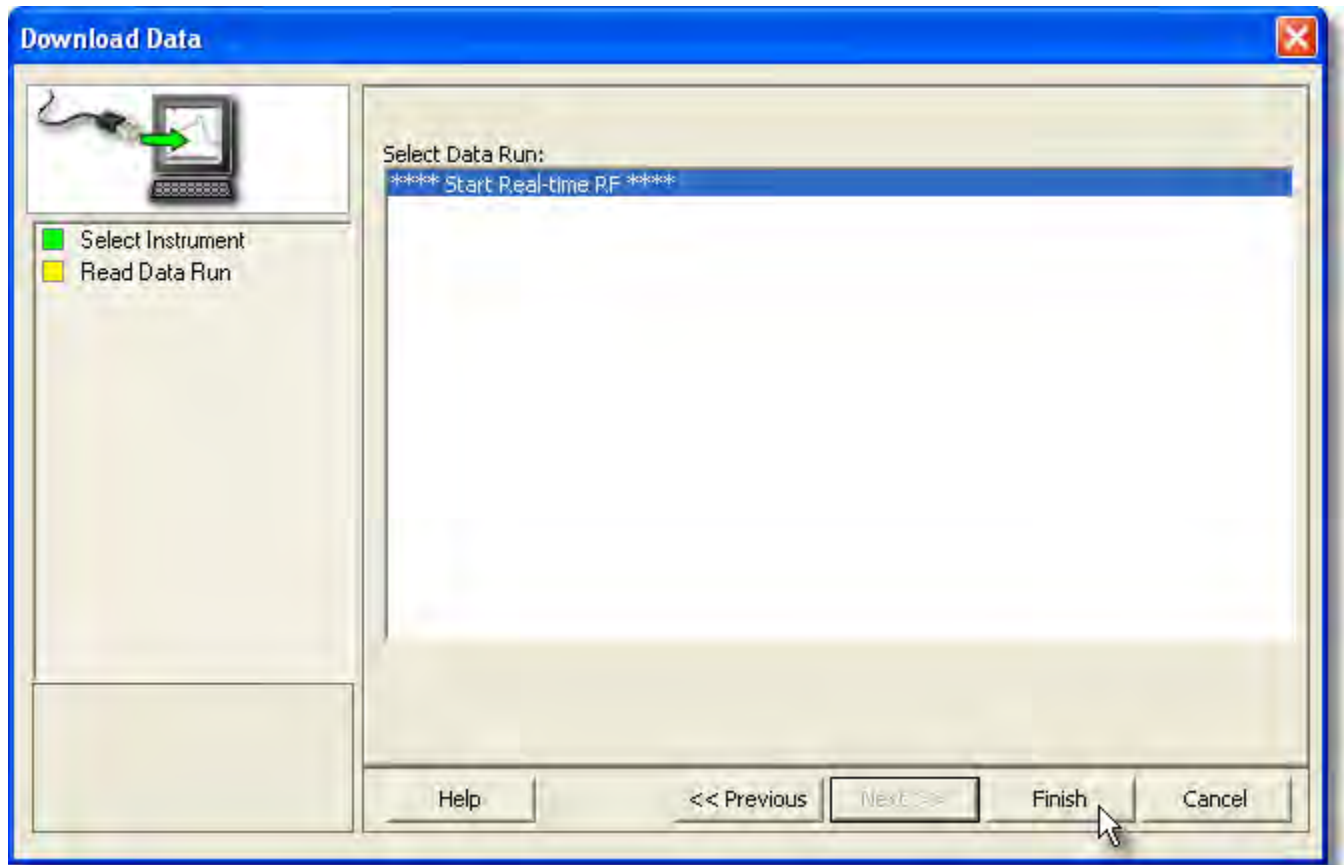 Download Data
Select Data Run:
**** Start Real-time RF ****
Select Instrument
Read Data Run
Help
<< Previous
Next >>
Finish
Cancel